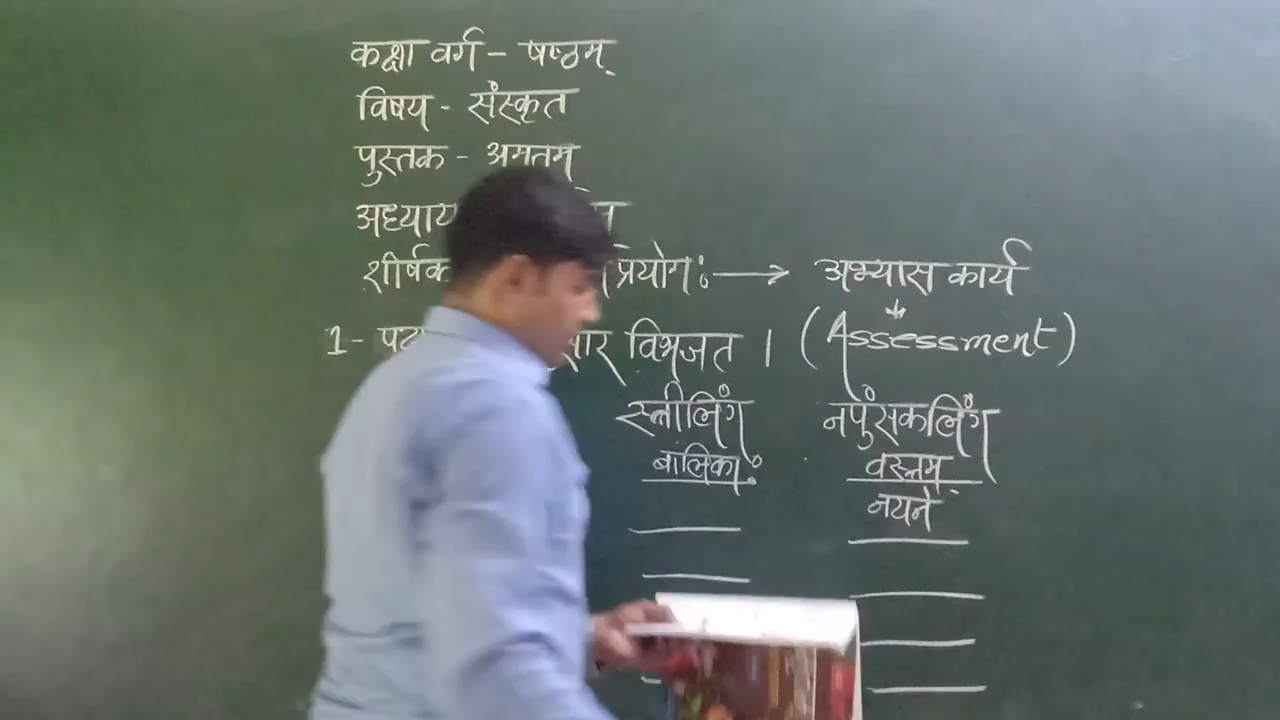 कक्षा वर्ग - षष्ठम्
विषय - संस्कृत
पुस्तक - अमृतम्
अध्याय
शीर्षक प्रयोग: → अभ्यास कार्य
1- विभजत । (Assessment)
स्त्रीलिंग नपुंसकलिंग
बालिका: वस्त्रम्
नयने